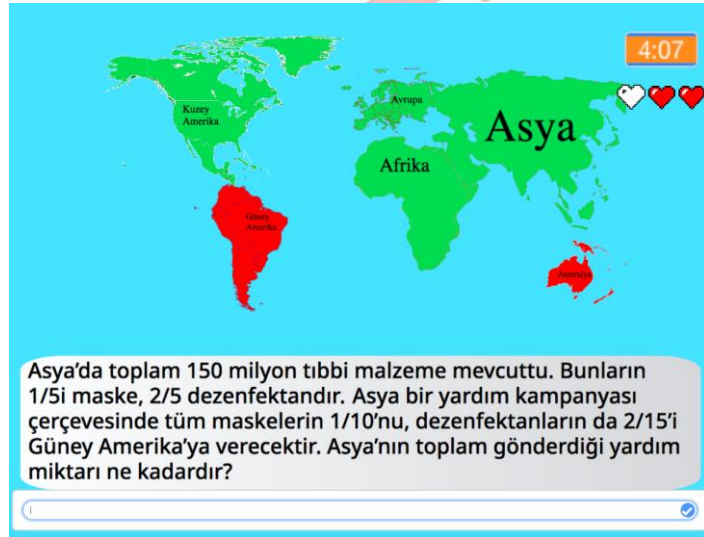 4:07
Kuzey
Amerika
Avrupa
Asya
Afrika
Güney
Amerika
Avustralya
Asya’da toplam 150 milyon tıbbi malzeme mevcuttu. Bunların
1/5i maske, 2/5 dezenfektandır. Asya bir yardım kampanyası
çerçevesinde tüm maskelerin 1/10’nu, dezenfektanların da 2/15’i
Güney Amerika’ya verecektir. Asya’nın toplam gönderdiği yardım
miktarı ne kadardır?